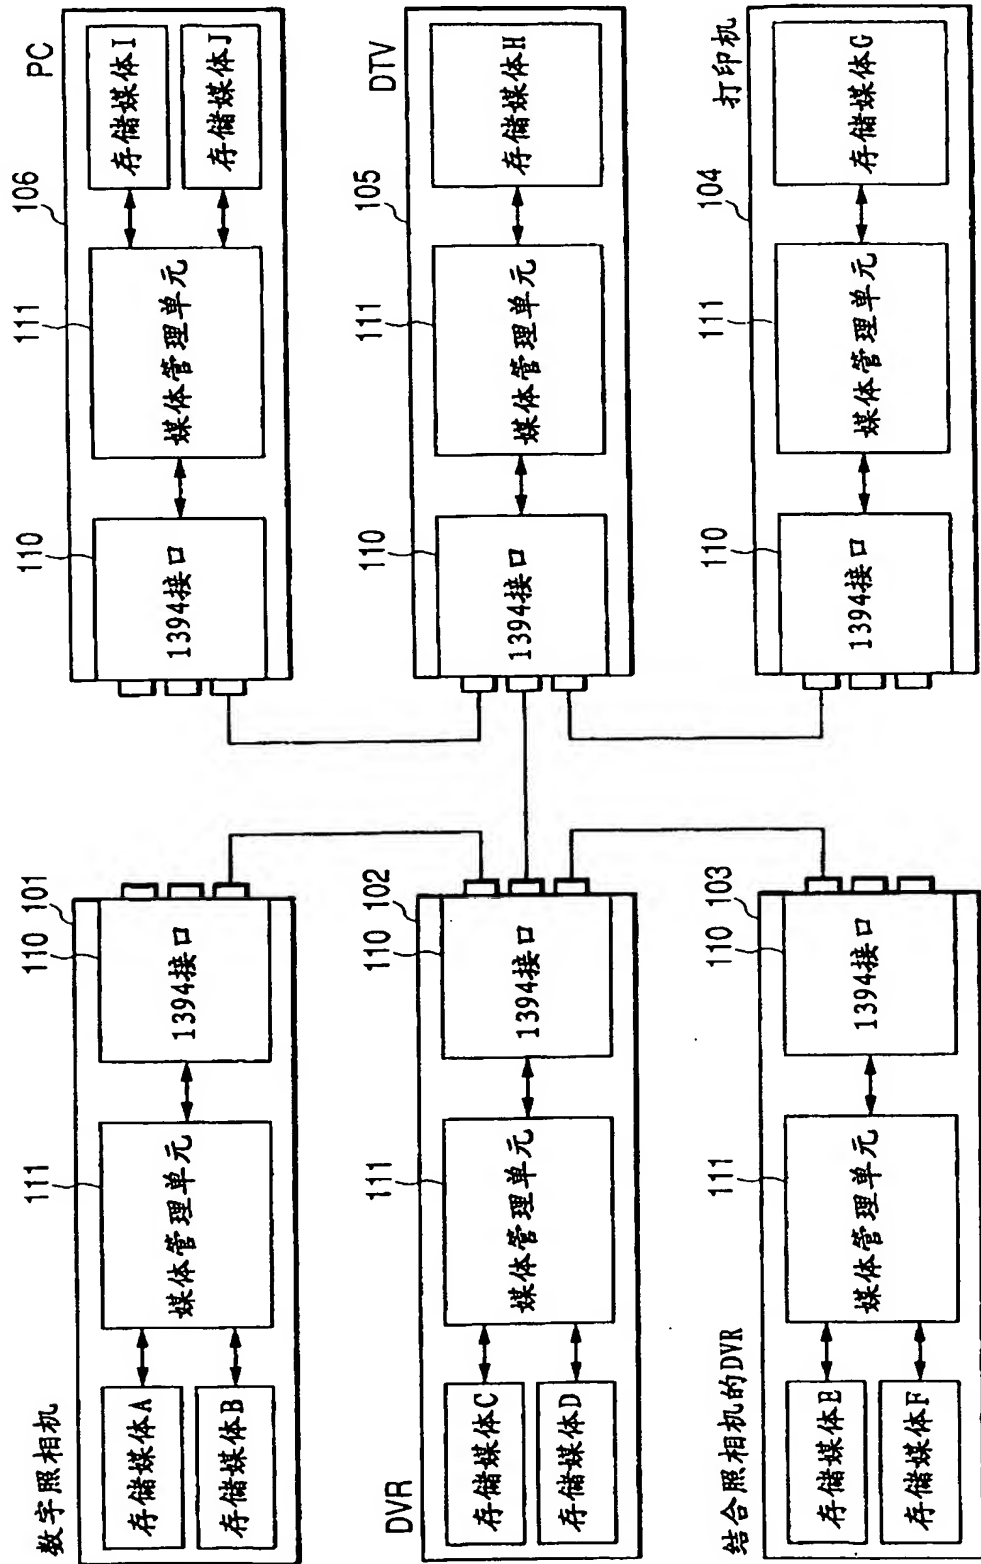 数字照相机
101
110
111
1394接口
媒体管理单元
存储媒体A
存储媒体B
DVR
102
110
111
1394接口
媒体管理单元
存储媒体C
存储媒体D
结合照相机的DVR
103
110
111
1394接口
媒体管理单元
存储媒体E
存储媒体F
PC
106
111
110
1394接口
媒体管理单元
存储媒体I
存储媒体J
DTV
105
111
110
1394接口
媒体管理单元
存储媒体H
打印机
104
111
110
1394接口
媒体管理单元
存储媒体G